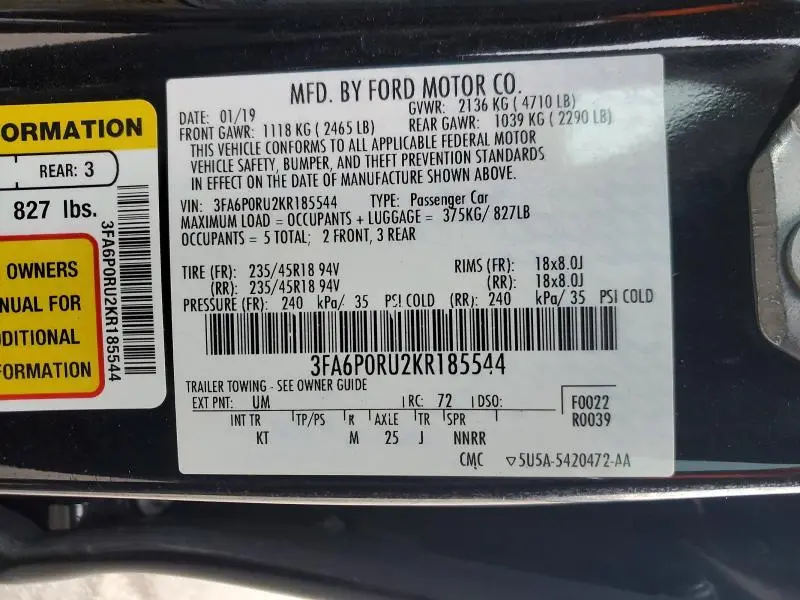 ORMATION
REAR: 3
827 lbs.
3FA6P0RU2KR185544
OWNERS
NUAL FOR
DDITIONAL
FORMATION
MFD. BY FORD MOTOR CO.
DATE: 01/19 GVWR: 2136 KG ( 4710 LB)
FRONT GAWR: 1118 KG ( 2465 LB) REAR GAWR: 1039 KG ( 2290 LB)
THIS VEHICLE CONFORMS TO ALL APPLICABLE FEDERAL MOTOR
VEHICLE SAFETY, BUMPER, AND THEFT PREVENTION STANDARDS
IN EFFECT ON THE DATE OF MANUFACTURE SHOWN ABOVE.
VIN: 3FA6P0RU2KR185544 TYPE: Passenger Car
MAXIMUM LOAD = OCCUPANTS + LUGGAGE = 375KG/ 827LB
OCCUPANTS = 5 TOTAL; 2 FRONT, 3 REAR
TIRE (FR): 235/45R18 94V RIMS (FR): 18x8.0J
(RR): 235/45R18 94V (RR): 18x8.0J
PRESSURE (FR): 240 kPa/ 35 PSI COLD (RR): 240 kPa/ 35 PSI COLD
3FA6P0RU2KR185544
TRAILER TOWING - SEE OWNER GUIDE
EXT PNT: UM RC: 72 DSO: F0022
R0039
INT TR TP/PS R AXLE TR SPR
KT M 25 J NNRR
CMC ▽5U5A-5420472-AA